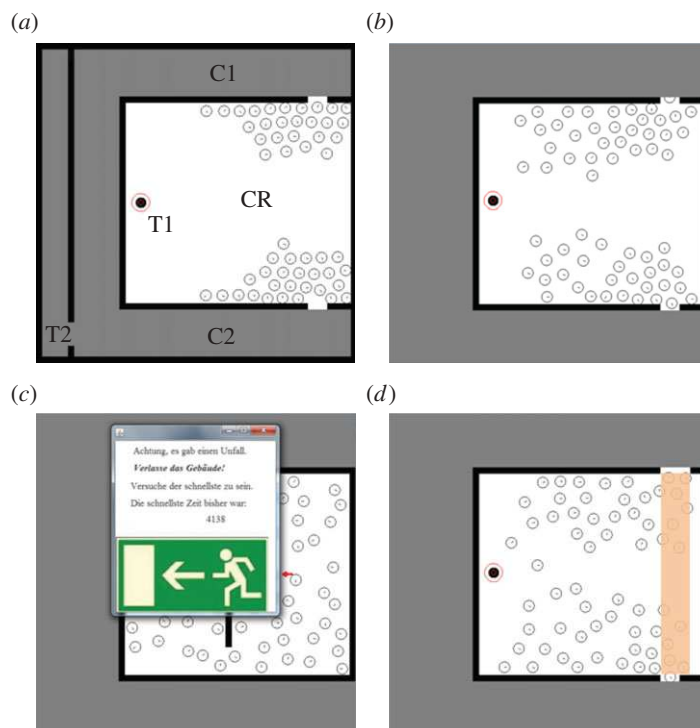 (a)
(b)
C1
CR
T1
T2
C2
(c)
(d)
Achtung, es gab einen Unfall.
Verlasse das Gebäude!
Versuche der schnellste zu sein.
Die schnellste Zeit bisher war:
4138